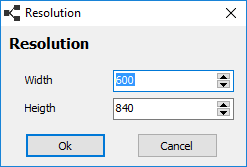 Resolution
Resolution
Width 600
Heigth 840
Ok Cancel